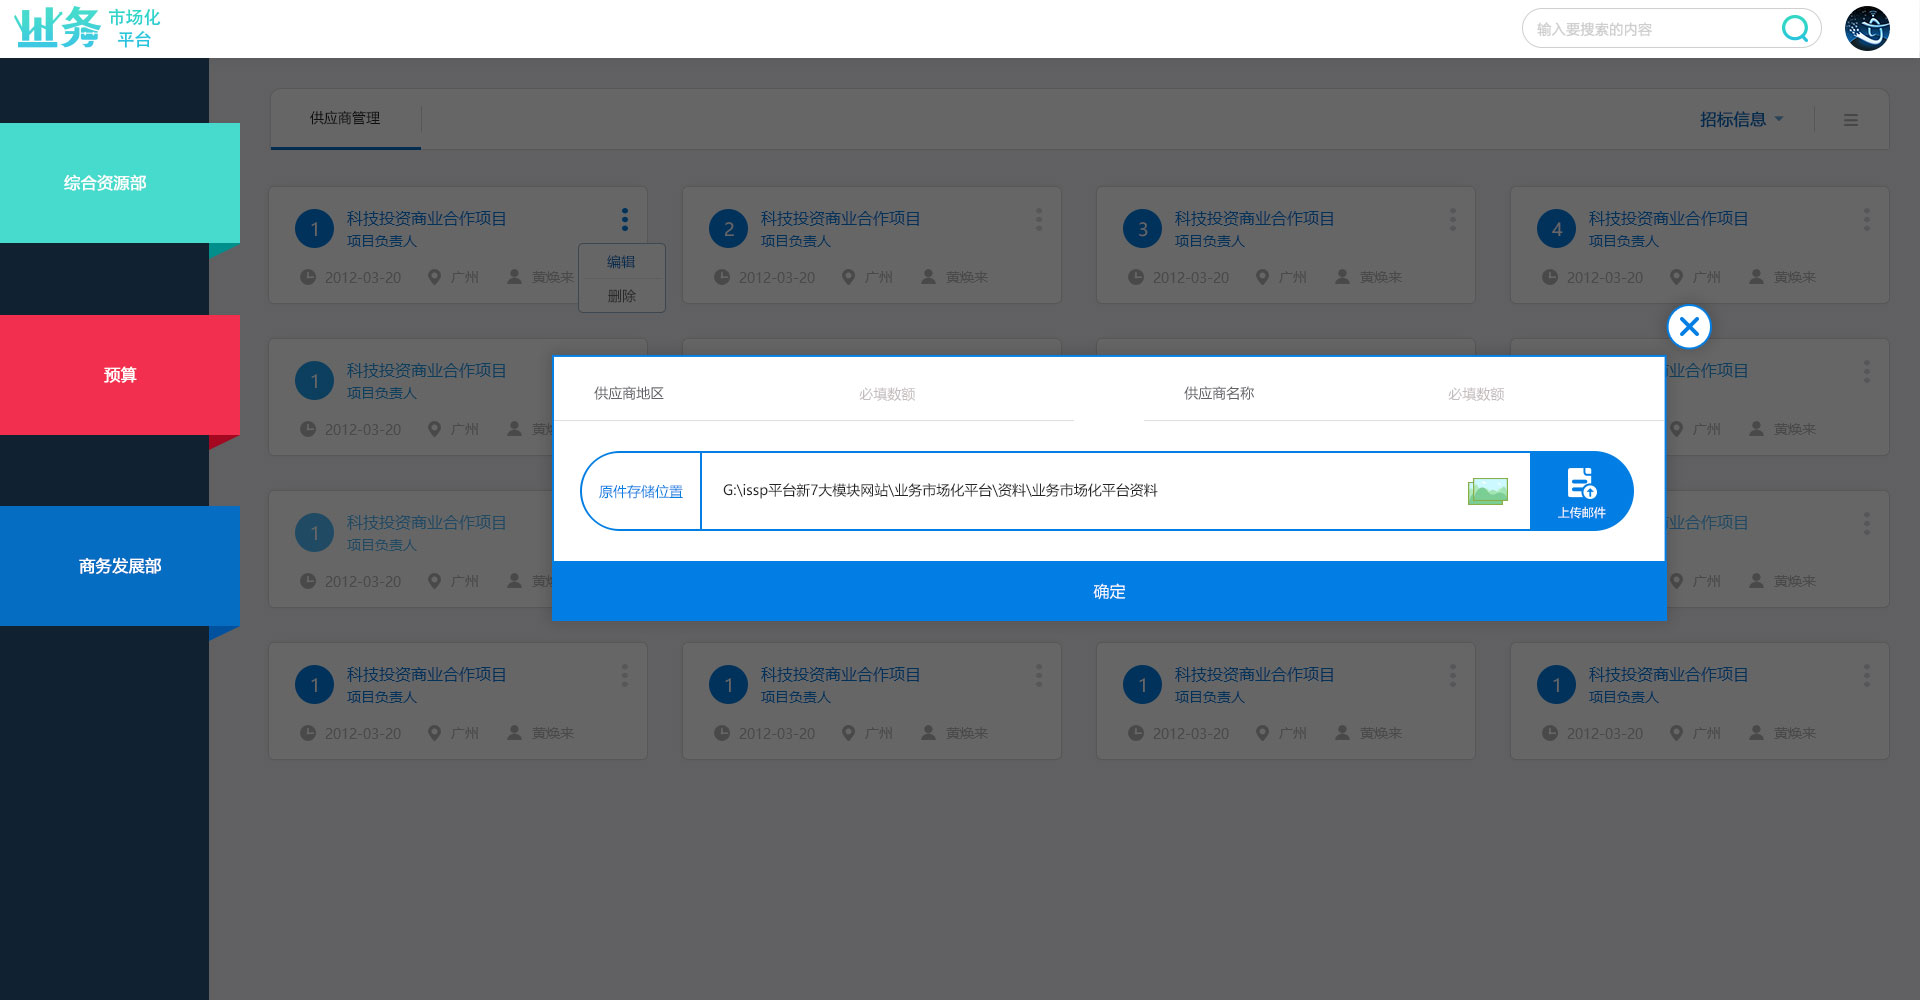 业务
市场化
平台
输入要搜索的内容
综合资源部
预算
商务发展部
供应商管理
招标信息
1
科技投资商业合作项目
项目负责人
2012-03-20
广州
黄焕来
编辑
删除
2
科技投资商业合作项目
项目负责人
2012-03-20
广州
黄焕来
3
科技投资商业合作项目
项目负责人
2012-03-20
广州
黄焕来
4
科技投资商业合作项目
项目负责人
2012-03-20
广州
黄焕来
1
科技投资商业合作项目
项目负责人
2012-03-20
广州
业合作项目
广州
黄焕来
供应商地区
必填数额
供应商名称
必填数额
原件存储位置
G:\issp平台新7大模块网站\业务市场化平台\资料\业务市场化平台资料
上传邮件
确定
1
科技投资商业合作项目
项目负责人
2012-03-20
广州
业合作项目
广州
黄焕来
1
科技投资商业合作项目
项目负责人
2012-03-20
广州
黄焕来
1
科技投资商业合作项目
项目负责人
2012-03-20
广州
黄焕来
1
科技投资商业合作项目
项目负责人
2012-03-20
广州
黄焕来
1
科技投资商业合作项目
项目负责人
2012-03-20
广州
黄焕来